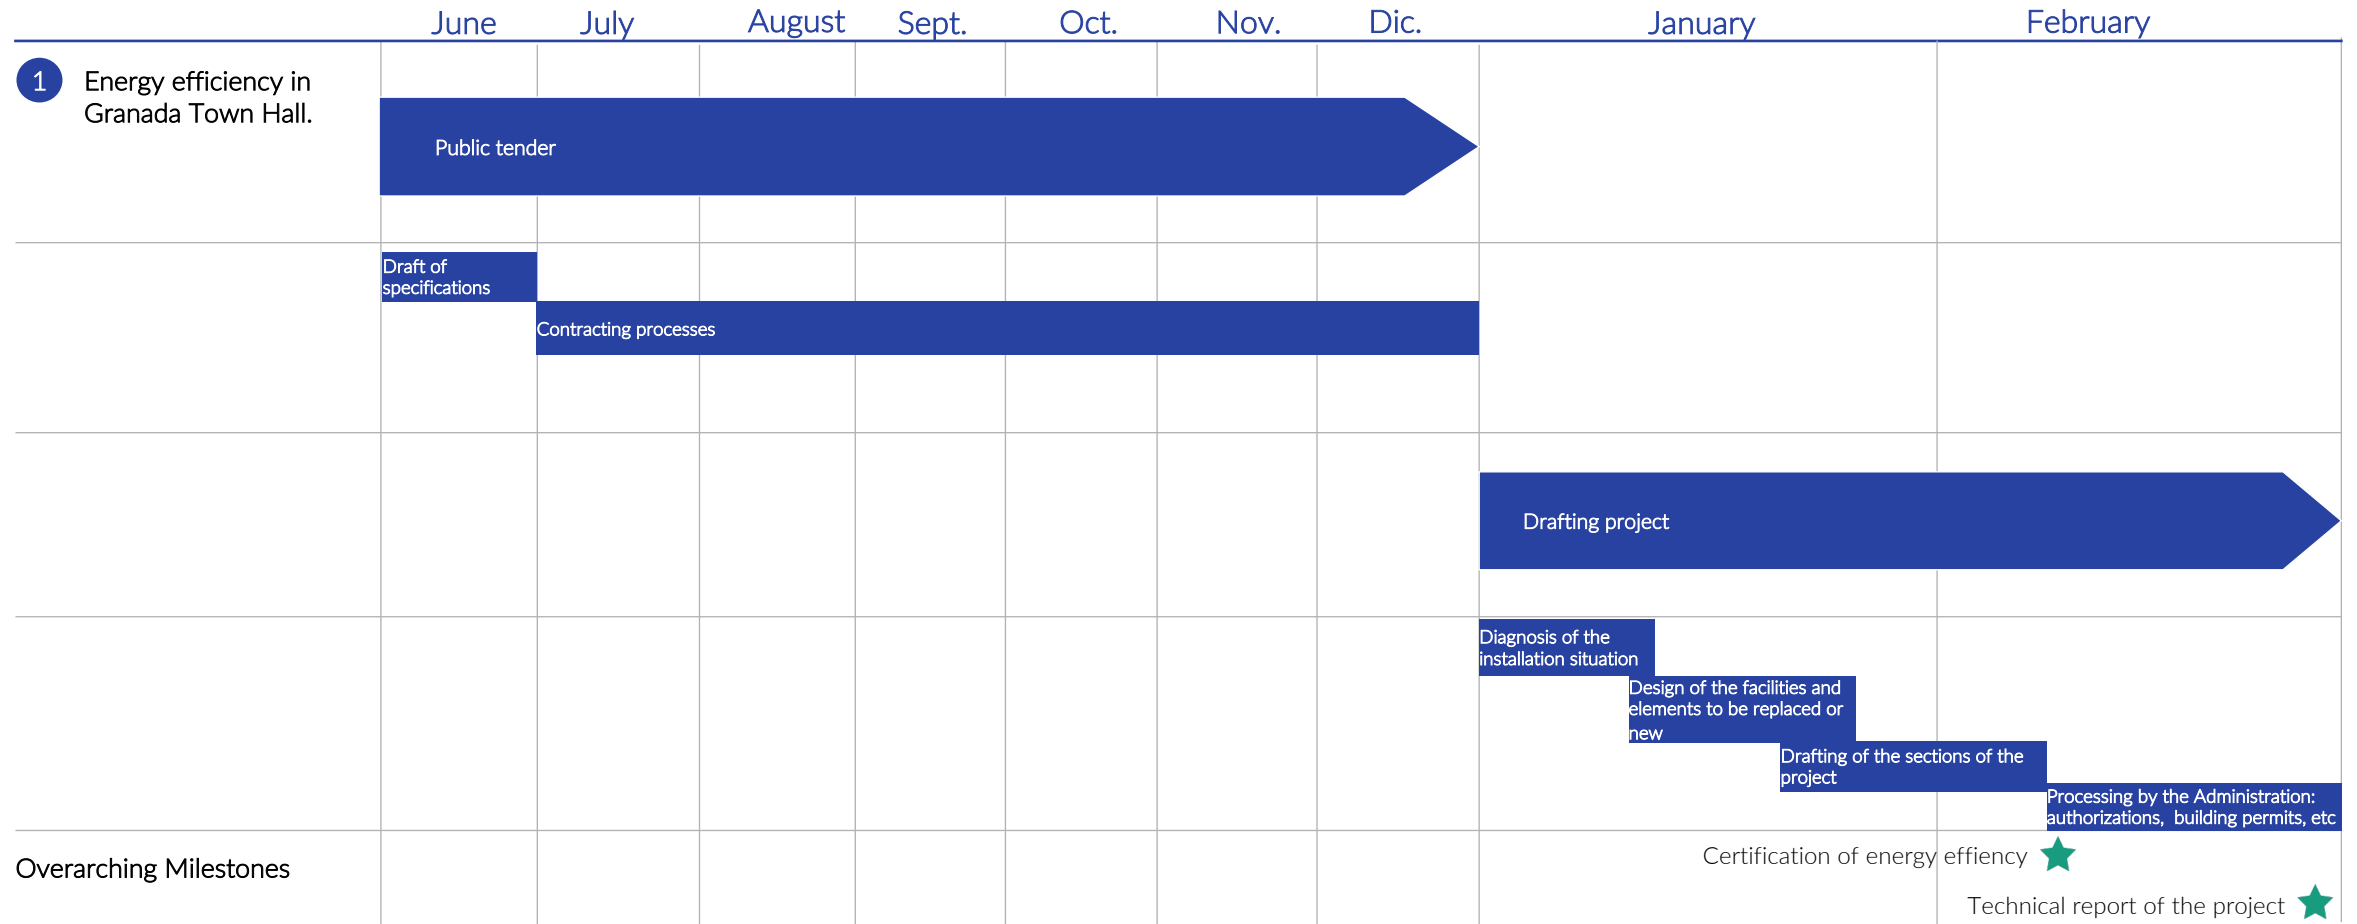 June July August Sept. Oct. Nov. Dic. January February
1
Energy efficiency in
Granada Town Hall.
Public tender
Draft of
specifications
Contracting processes
Drafting project
Diagnosis of the
installation situation
Design of the facilities and
elements to be replaced or
new
Drafting of the sections of the
project
Processing by the Administration:
authorizations, building permits, etc
Overarching Milestones
Certification of energy effiency
Technical report of the project